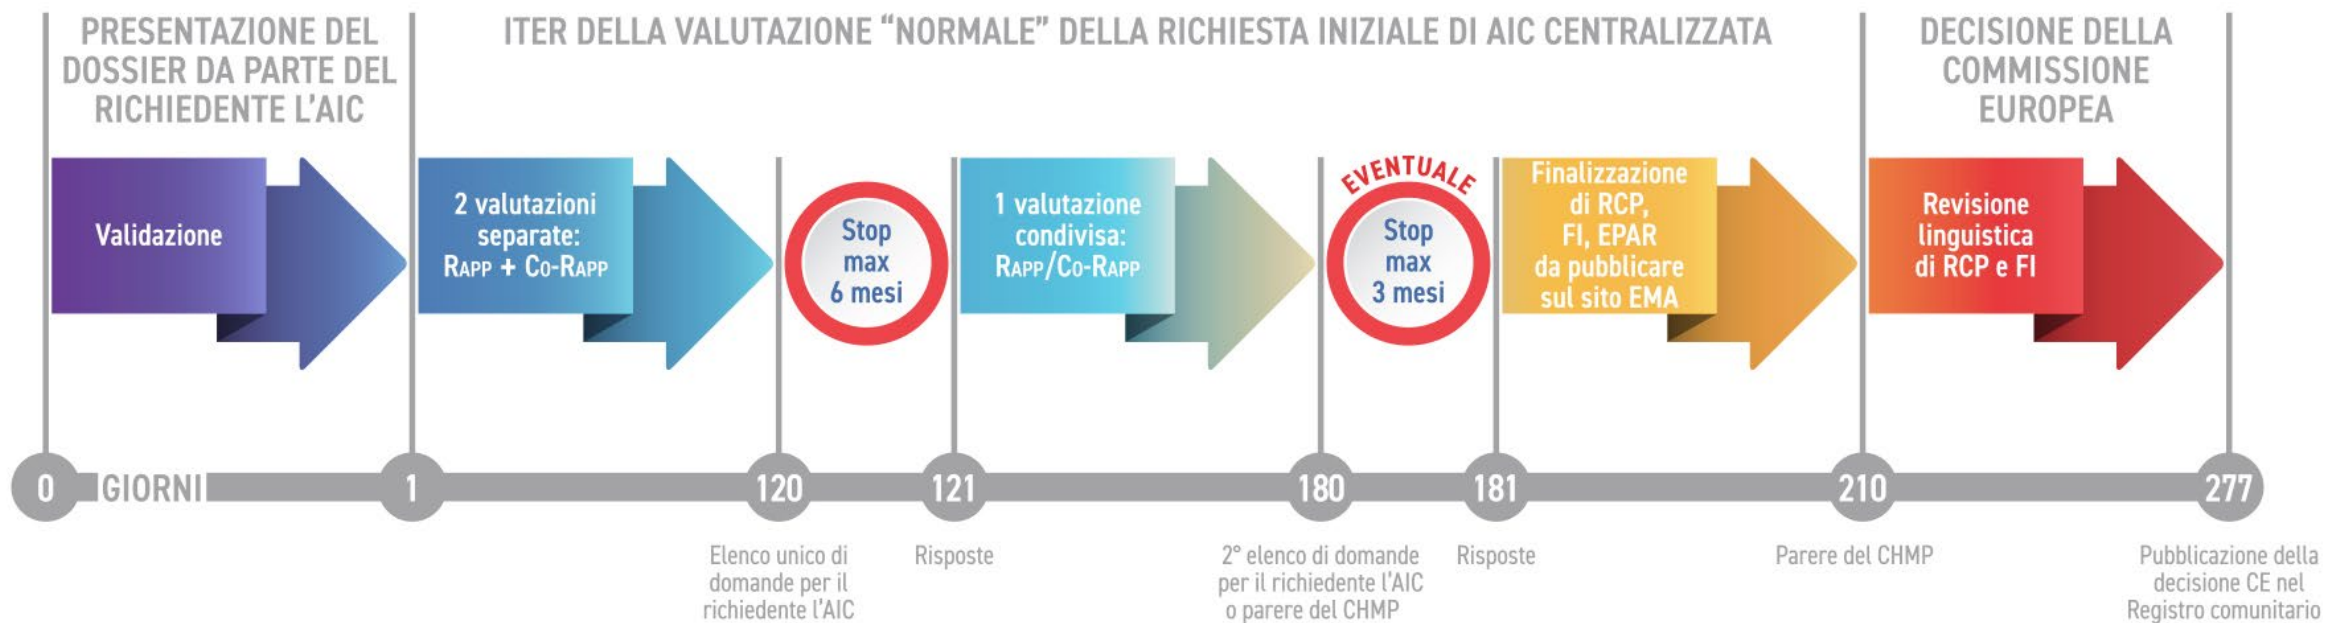 PRESENTAZIONE DEL
DOSSIER DA PARTE DEL
RICHIEDENTE L'AIC
ITER DELLA VALUTAZIONE “NORMALE” DELLA RICHIESTA INIZIALE DI AIC CENTRALIZZATA
DECISIONE DELLA
COMMISSIONE
EUROPEA
Validazione
2 valutazioni
separate:
RAPP + CO-RAPP
Stop
max
6 mesi
1 valutazione
condivisa:
RAPP/CO-RAPP
EVENTUALE
Stop
max
3 mesi
Finalizzazione
di RCP,
FI, EPAR
da pubblicare
sul sito EMA
Revisione
linguistica
di RCP e FI
0 GIORNI 1 120 121 180 181 210 277
Elenco unico di
domande per il
richiedente l'AIC
Risposte
2° elenco di domande
per il richiedente l'AIC
o parere del CHMP
Risposte
Parere del CHMP
Pubblicazione della
decisione CE nel
Registro comunitario